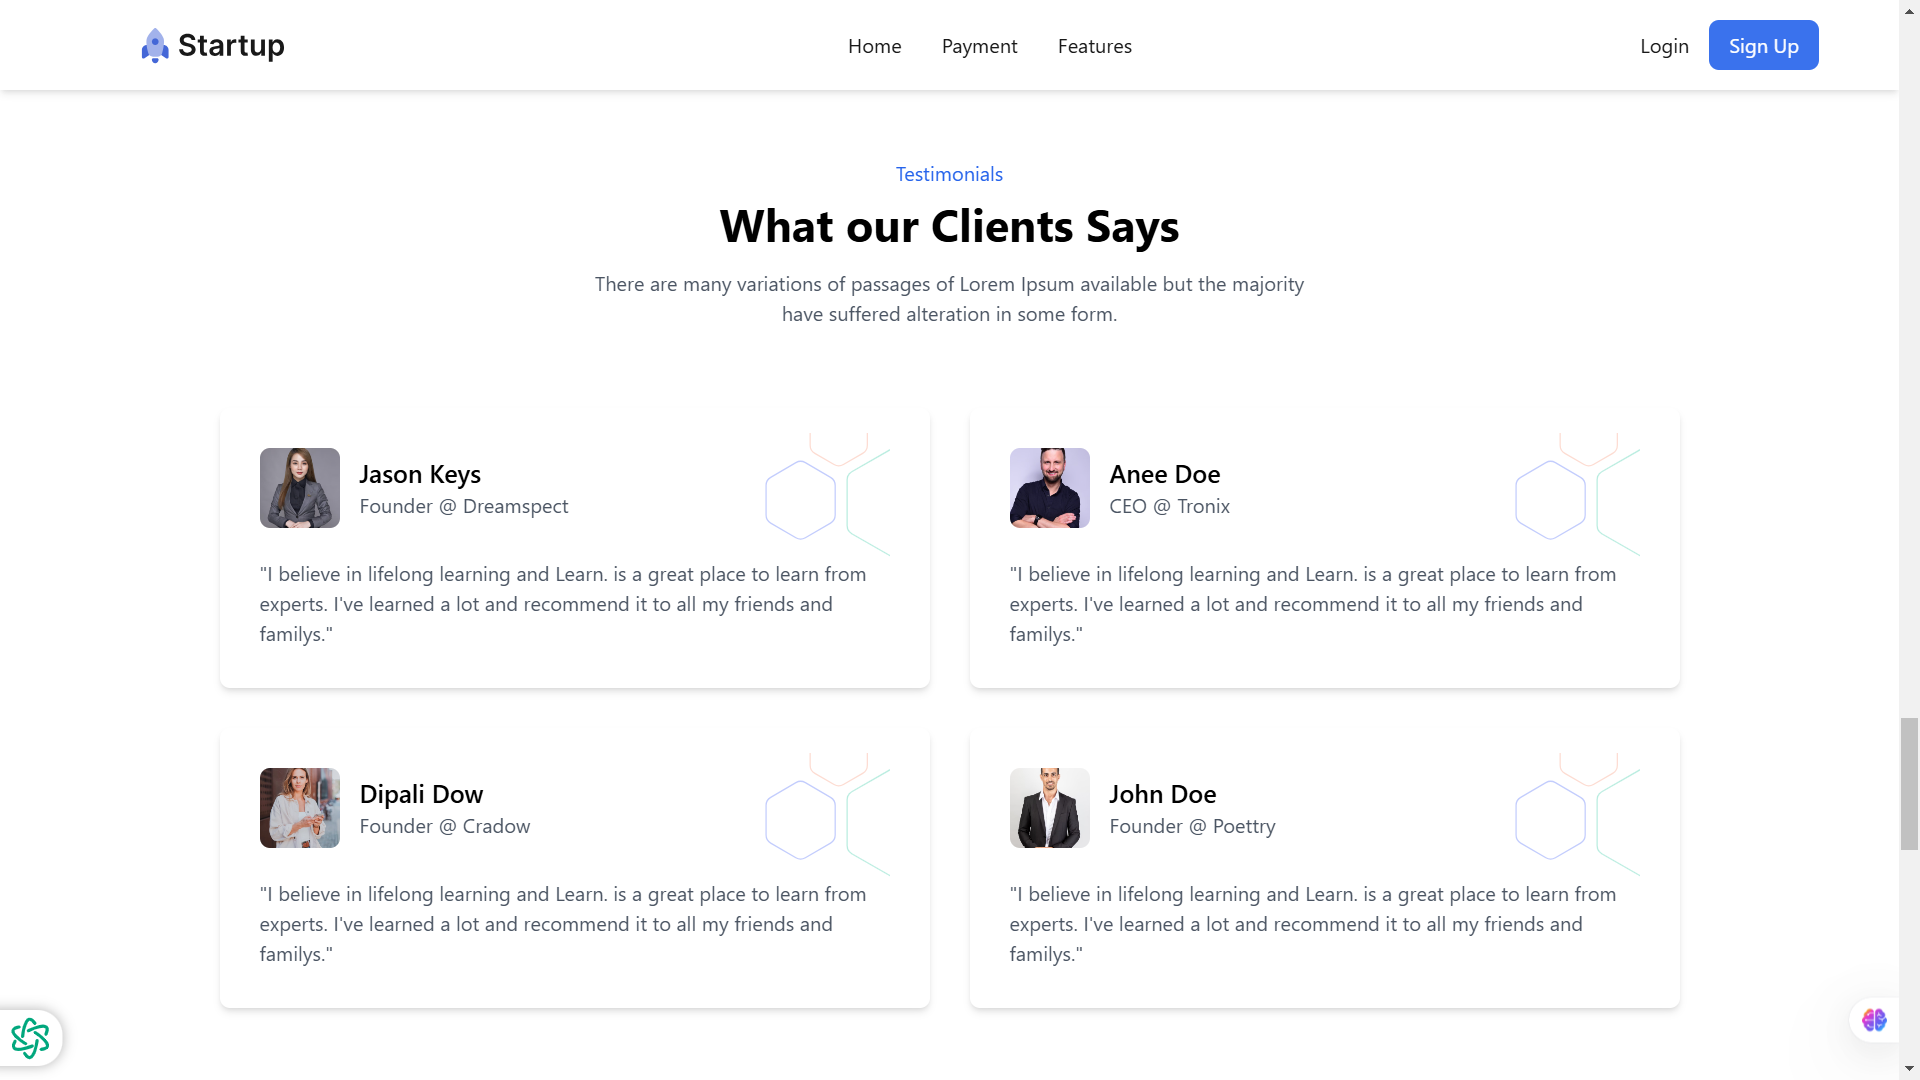 Startup
Home Payment Features
Login Sign Up
Testimonials
What our Clients Says
There are many variations of passages of Lorem Ipsum available but the majority
have suffered alteration in some form.
Jason Keys
Founder @ Dreamspect
"I believe in lifelong learning and Learn. is a great place to learn from
experts. I've learned a lot and recommend it to all my friends and
familys."
Anee Doe
CEO @ Tronix
"I believe in lifelong learning and Learn. is a great place to learn from
experts. I've learned a lot and recommend it to all my friends and
familys."
Dipali Dow
Founder @ Cradow
"I believe in lifelong learning and Learn. is a great place to learn from
experts. I've learned a lot and recommend it to all my friends and
familys."
John Doe
Founder @ Poettry
"I believe in lifelong learning and Learn. is a great place to learn from
experts. I've learned a lot and recommend it to all my friends and
familys."